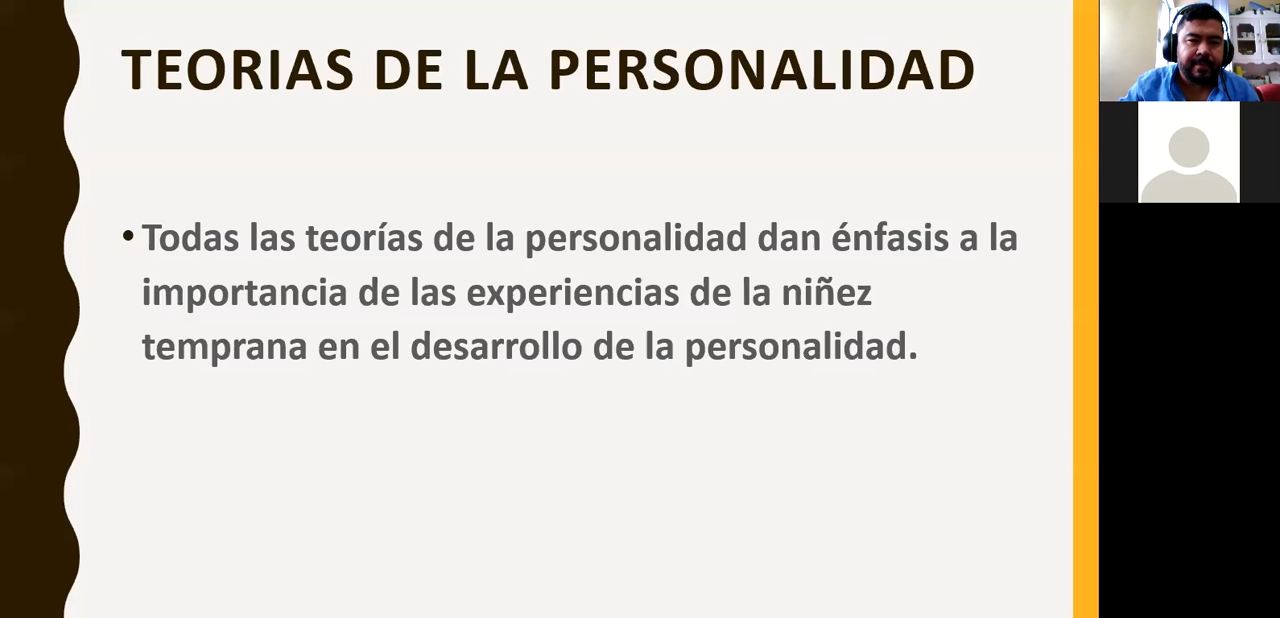 TEORIAS DE LA PERSONALIDAD
• Todas las teorías de la personalidad dan énfasis a la
importancia de las experiencias de la niñez
temprana en el desarrollo de la personalidad.